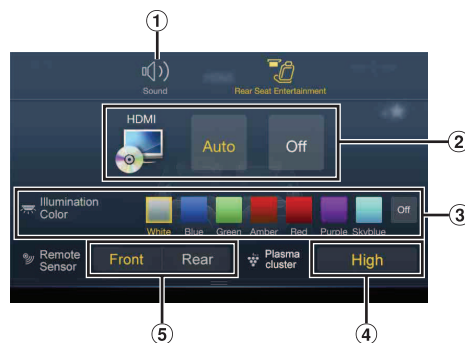 1
Sound
Rear Seat Entertainment
HDMI
Auto
Off
2
Illumination
Color
White Blue Green Amber Red Purple Skyblue
Off
3
Remote
Sensor
Front
Rear
Plasma
cluster
High
5
4